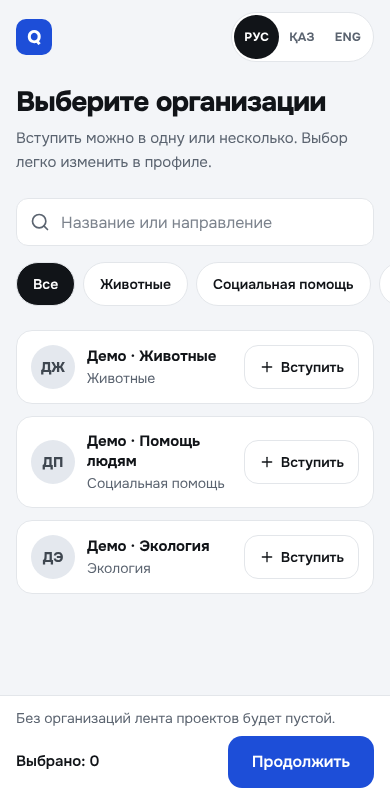 Q
РУС ҚАЗ ENG
Выберите организации
Вступить можно в одну или несколько. Выбор
легко изменить в профиле.
Название или направление
Все Животные Социальная помощь
ДЖ
Демо · Животные
Животные
+ Вступить
ДП
Демо · Помощь
людям
Социальная помощь
+ Вступить
ДЭ
Демо · Экология
Экология
+ Вступить
Без организаций лента проектов будет пустой.
Выбрано: 0
Продолжить